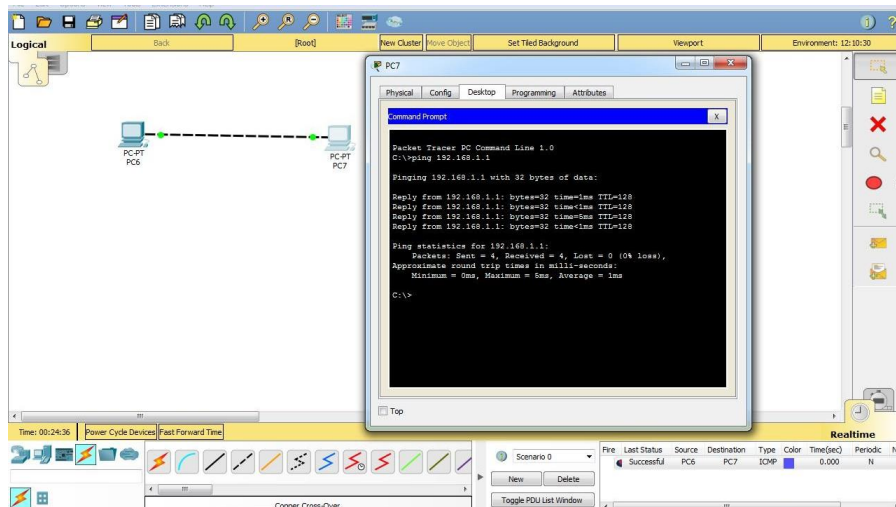 Logical
Back
[Root]
New Cluster
Move Object
Set Tiled Background
Viewport
Environment: 12:10:30
PC-PT
PC6
PC-PT
PC7
PC7
Physical
Config
Desktop
Programming
Attributes
Command Prompt
X
Packet Tracer PC Command Line 1.0
C:\>ping 192.168.1.1
Pinging 192.168.1.1 with 32 bytes of data:
Reply from 192.168.1.1: bytes=32 time=1ms TTL=128
Reply from 192.168.1.1: bytes=32 time<1ms TTL=128
Reply from 192.168.1.1: bytes=32 time=5ms TTL=128
Reply from 192.168.1.1: bytes=32 time<1ms TTL=128
Ping statistics for 192.168.1.1:
Packets: Sent = 4, Received = 4, Lost = 0 (0% loss),
Approximate round trip times in milli-seconds:
Minimum = 0ms, Maximum = 5ms, Average = 1ms
C:\>
Top
Time: 00:24:36
Power Cycle Devices
Fast Forward Time
Realtime
Scenario 0
New
Delete
Toggle PDU List Window
Fire Last Status Source Destination Type Color Time(sec) Periodic N
Successful PC6 PC7 ICMP 0.000 N
Copper Cross-Over